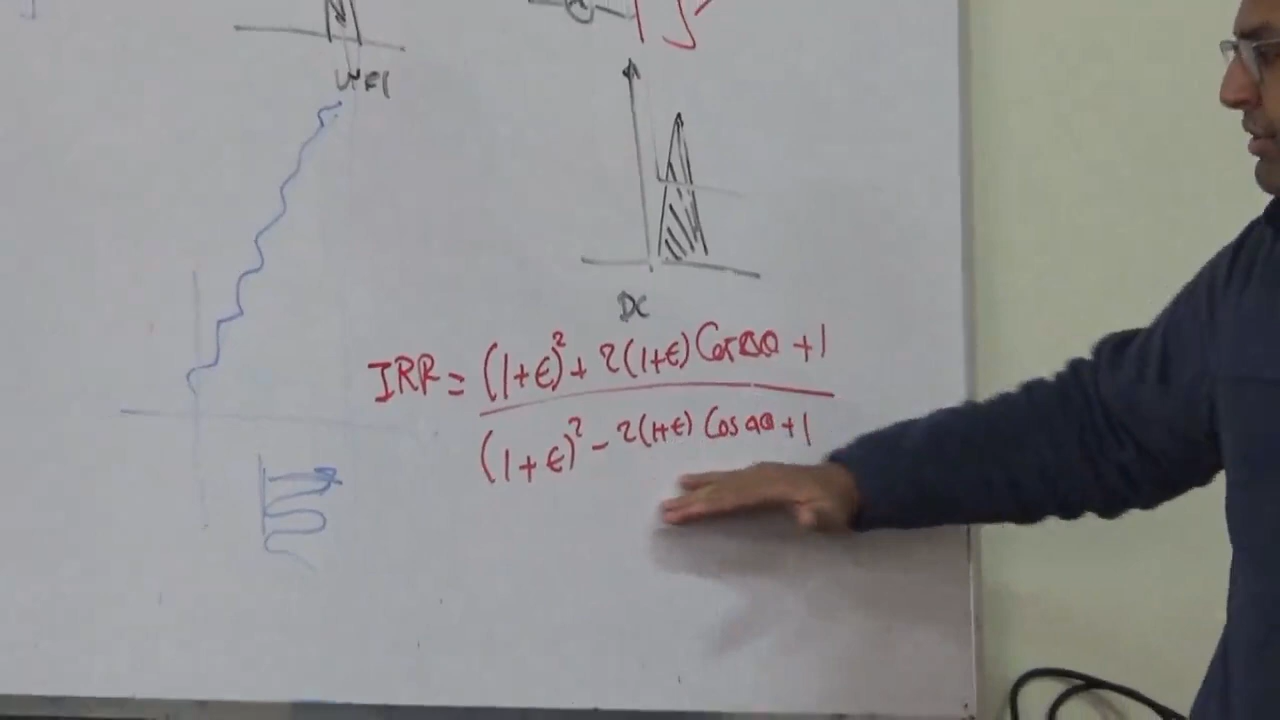 DC
IRR = (1+ϵ)² + 2(1+ϵ) Cos Δθ + 1
(1+ϵ)² - 2(1+ϵ) Cos Δθ + 1